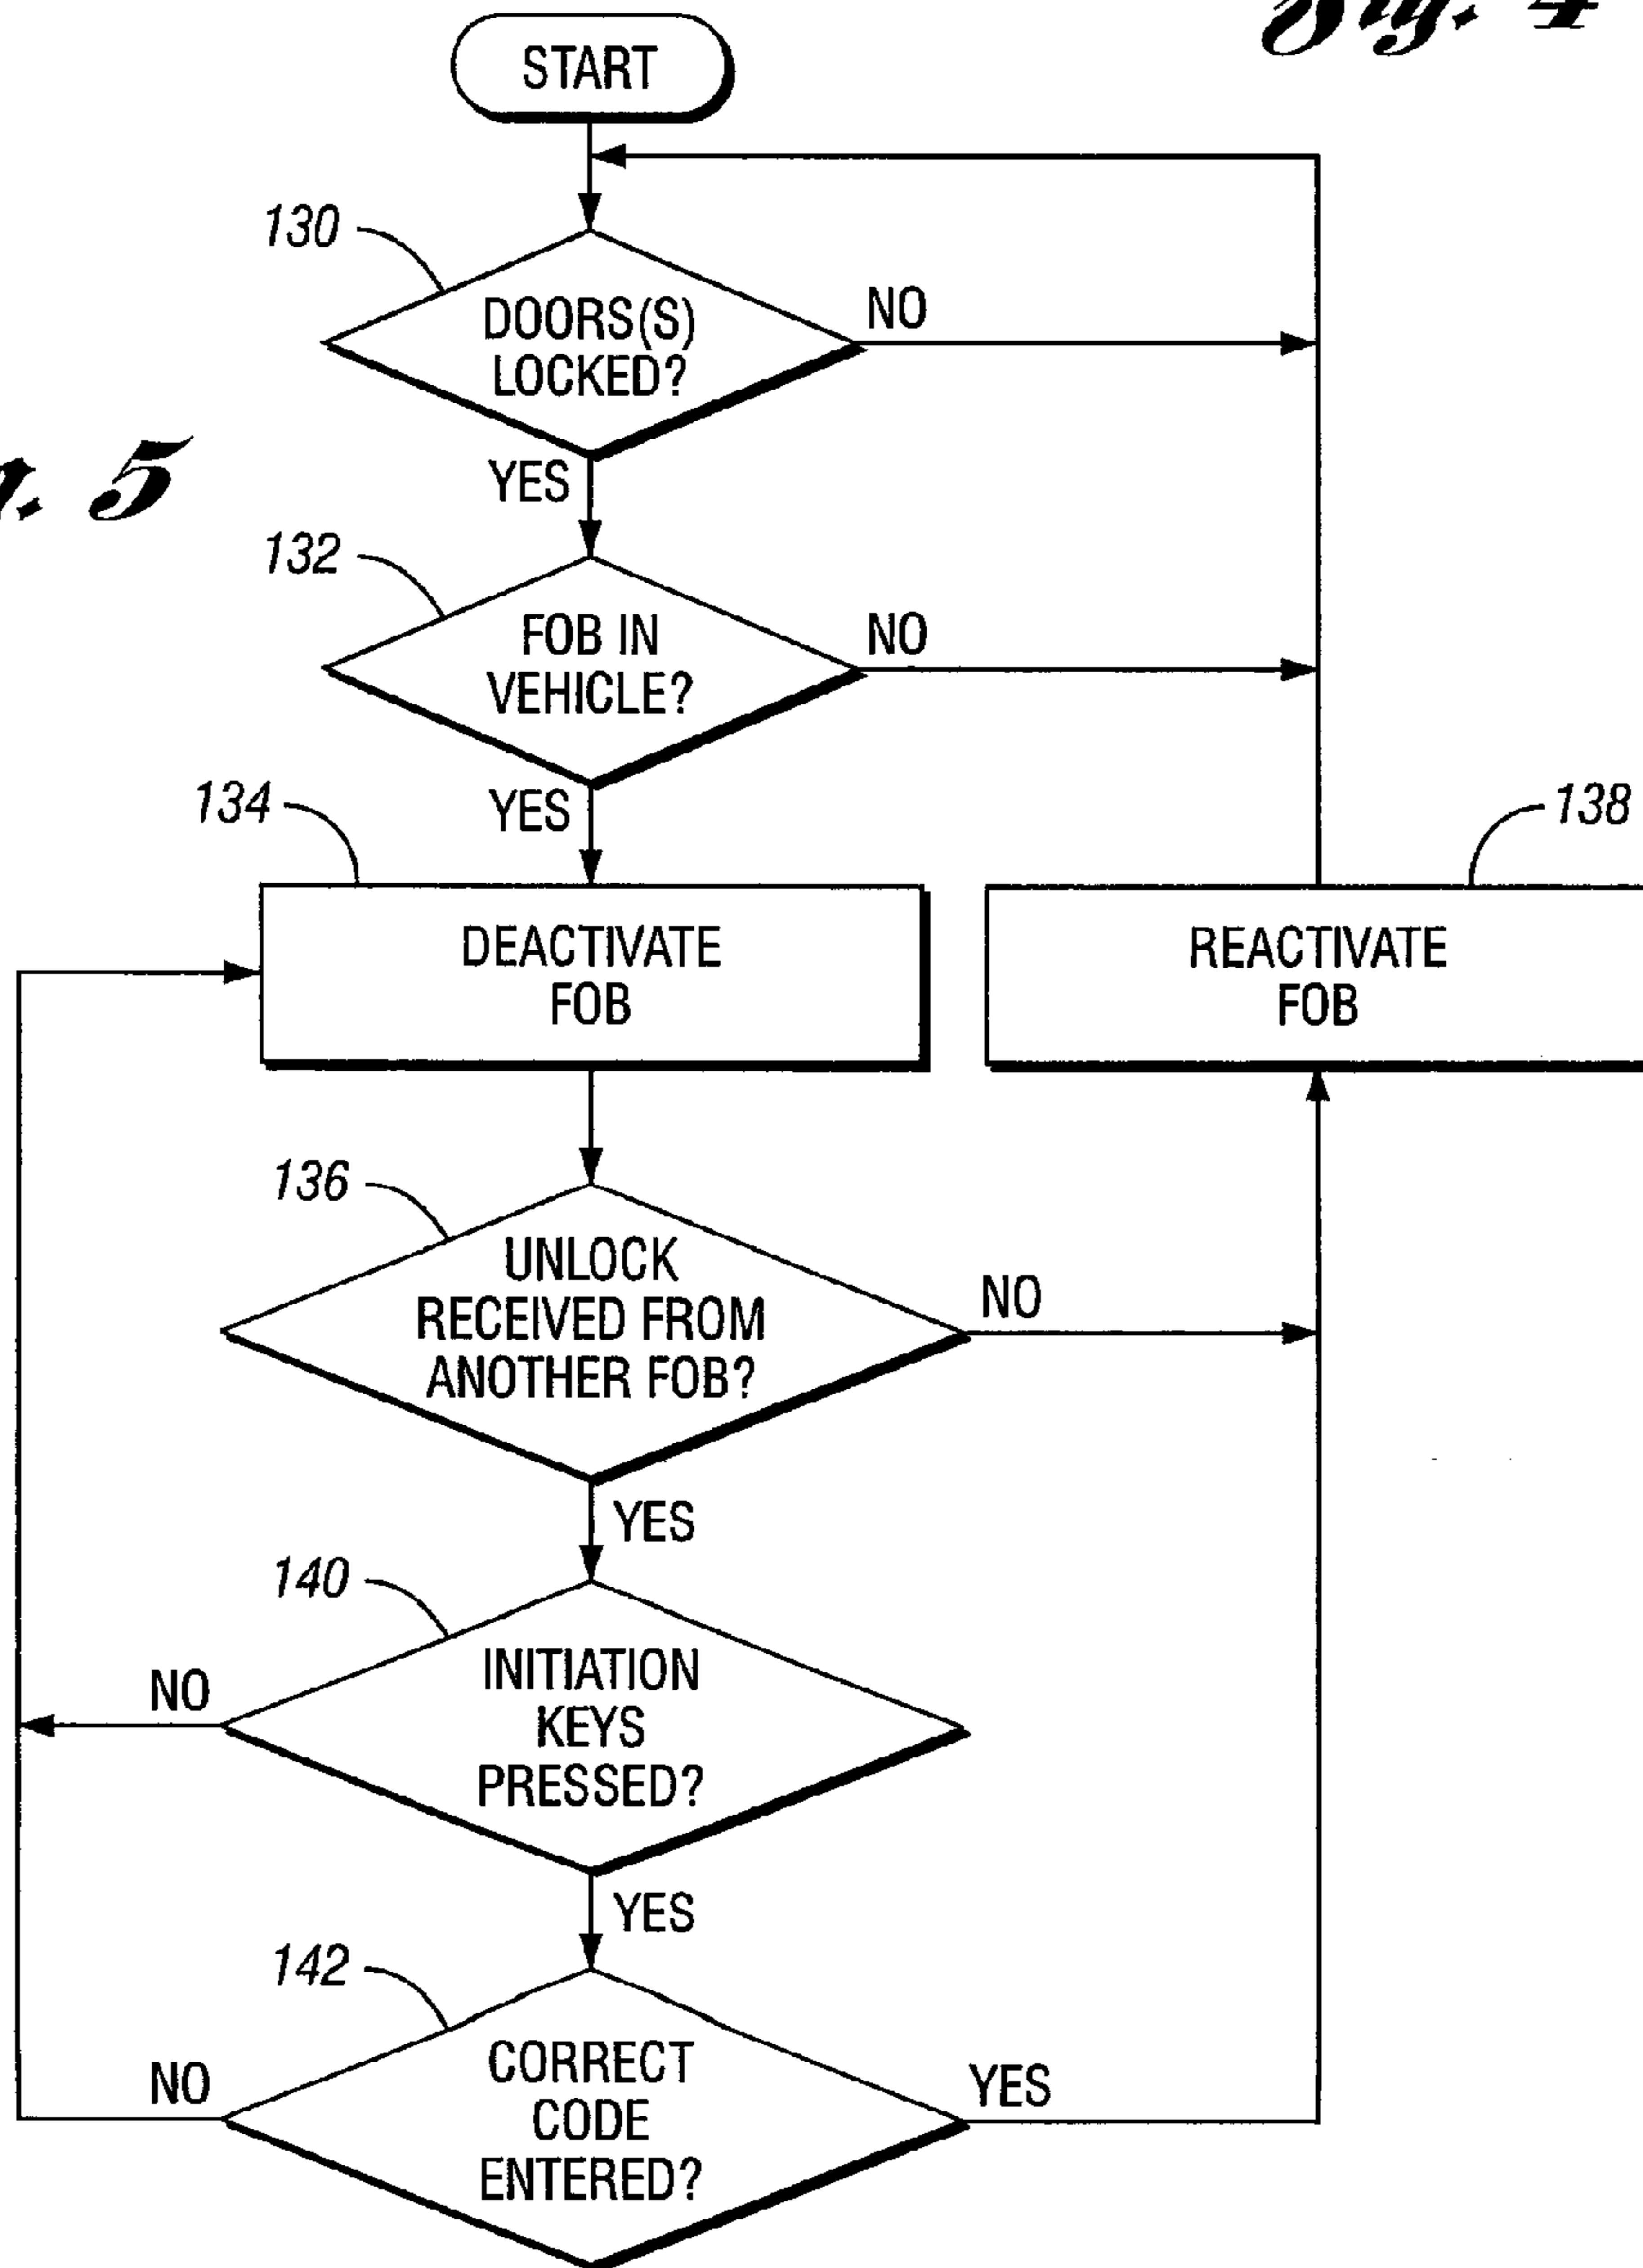 Fig. 4
START
130
DOORS(S)
LOCKED?
NO
YES
5
132
FOB IN
VEHICLE?
NO
YES
134
DEACTIVATE
FOB
138
REACTIVATE
FOB
136
UNLOCK
RECEIVED FROM
ANOTHER FOB?
NO
YES
140
INITIATION
KEYS
PRESSED?
NO
YES
142
CORRECT
CODE
ENTERED?
NO
YES